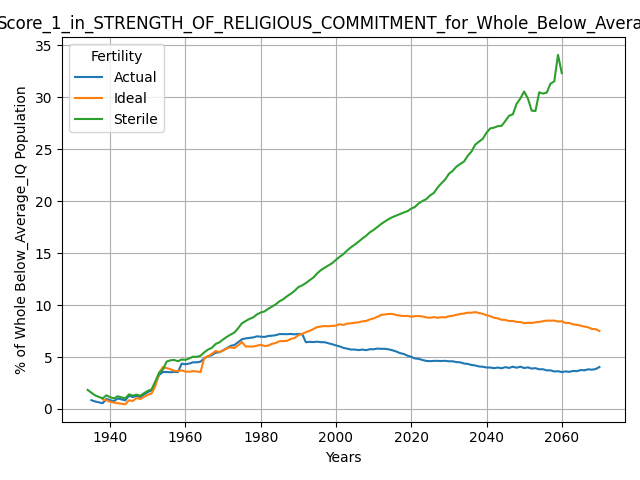 Score_1_in_STRENGTH_OF_RELIGIOUS_COMMITMENT_for_Whole_Below_Avera
Fertility
Actual
Ideal
Sterile
% of Whole Below_Average_IQ Population
35
30
25
20
15
10
5
0
1940 1960 1980 2000 2020 2040 2060
Years